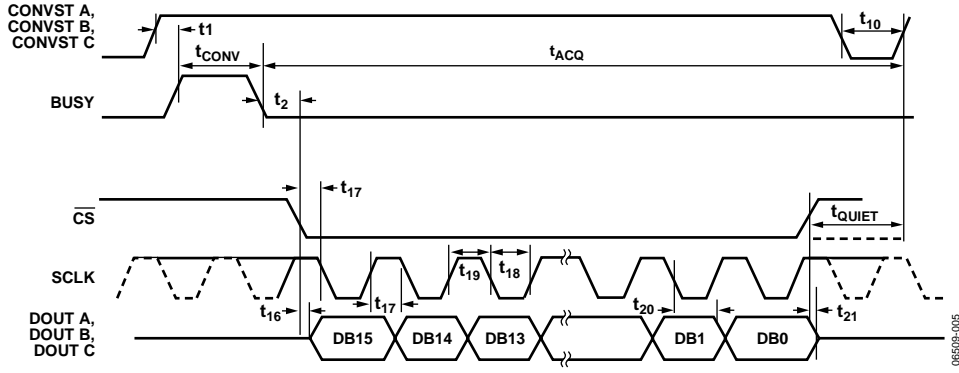 CONVST A,
CONVST B,
CONVST C
t1
tCONV
tACQ
t10
BUSY
t2
CS
t17
tQUIET
SCLK
t19
t18
t17
t16
t20
t21
DOUT A,
DOUT B,
DOUT C
DB15
DB14
DB13
DB1
DB0
06509-005